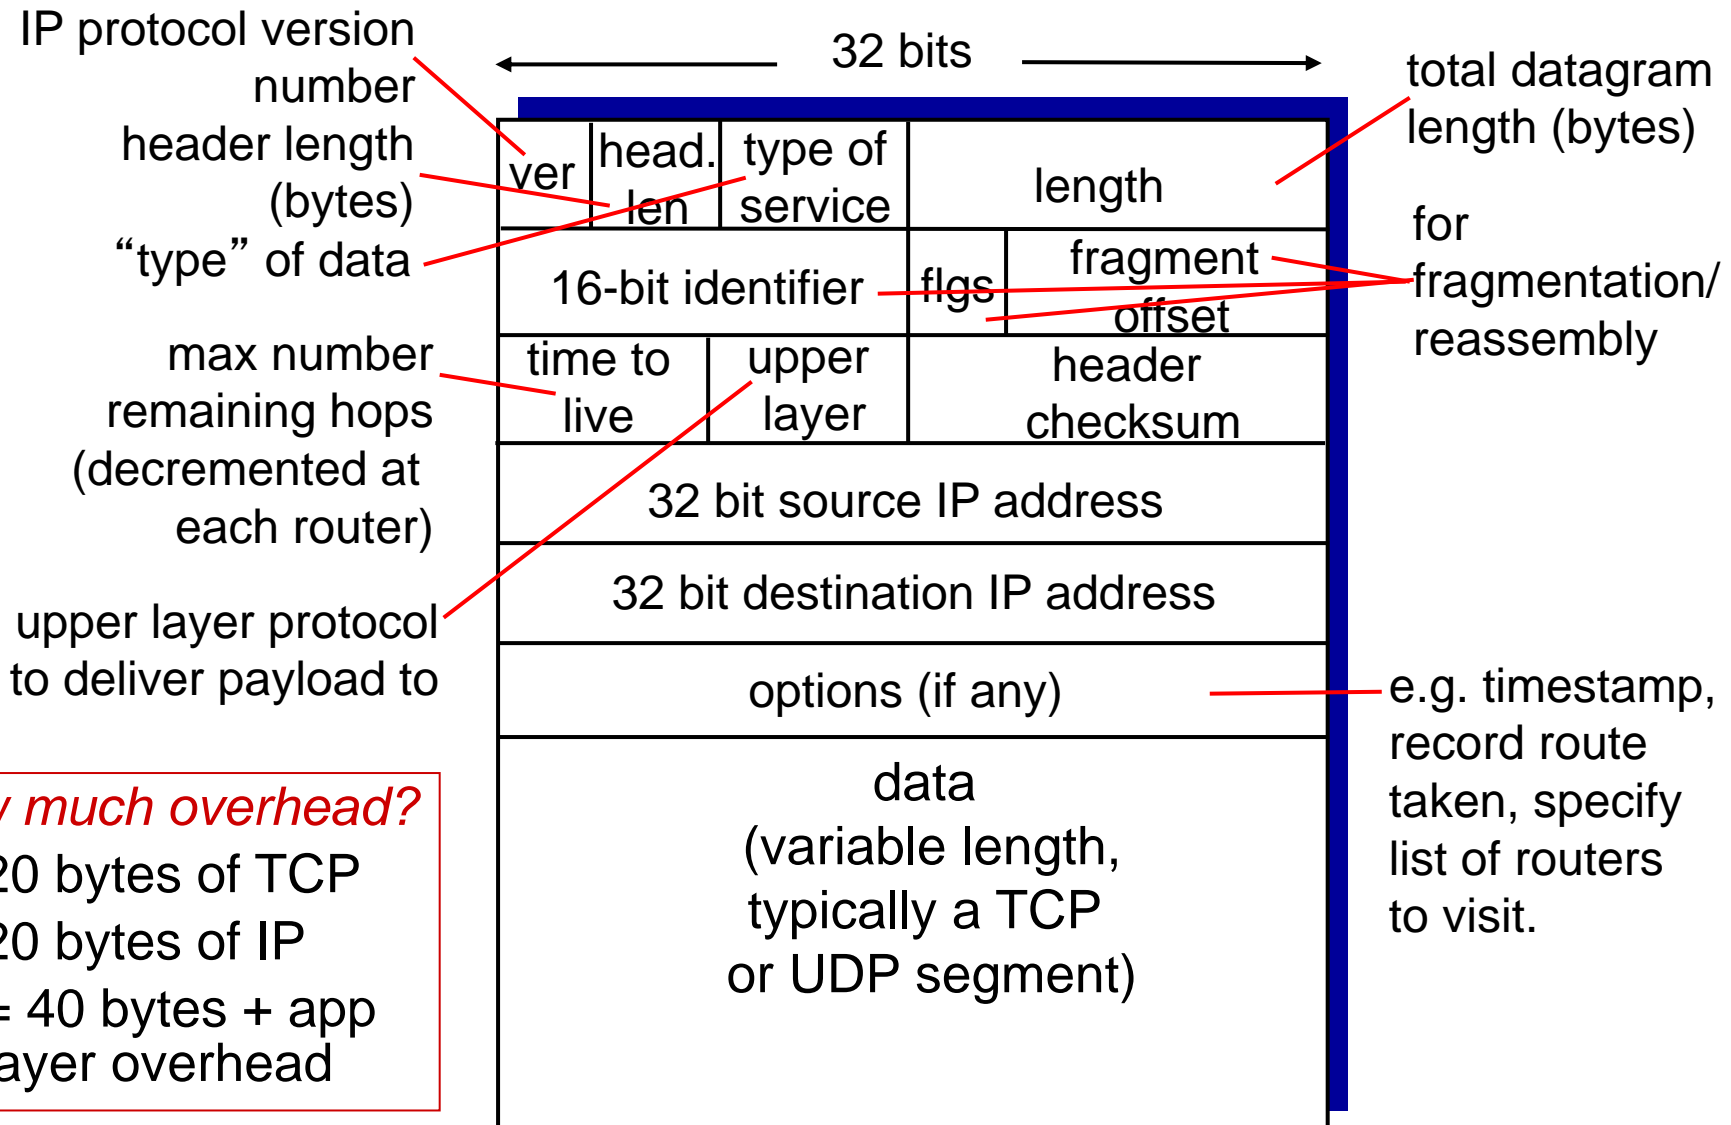 IP protocol version
number
header length
(bytes)
“type” of data
max number
remaining hops
(decremented at
each router)
upper layer protocol
to deliver payload to
much overhead?
20 bytes of TCP
20 bytes of IP
= 40 bytes + app
ayer overhead
32 bits
ver
head.
len
type of
service
length
16-bit identifier
flgs
fragment
offset
time to
live
upper
layer
header
checksum
32 bit source IP address
32 bit destination IP address
options (if any)
data
(variable length,
typically a TCP
or UDP segment)
total datagram
length (bytes)
for
fragmentation/
reassembly
e.g. timestamp,
record route
taken, specify
list of routers
to visit.